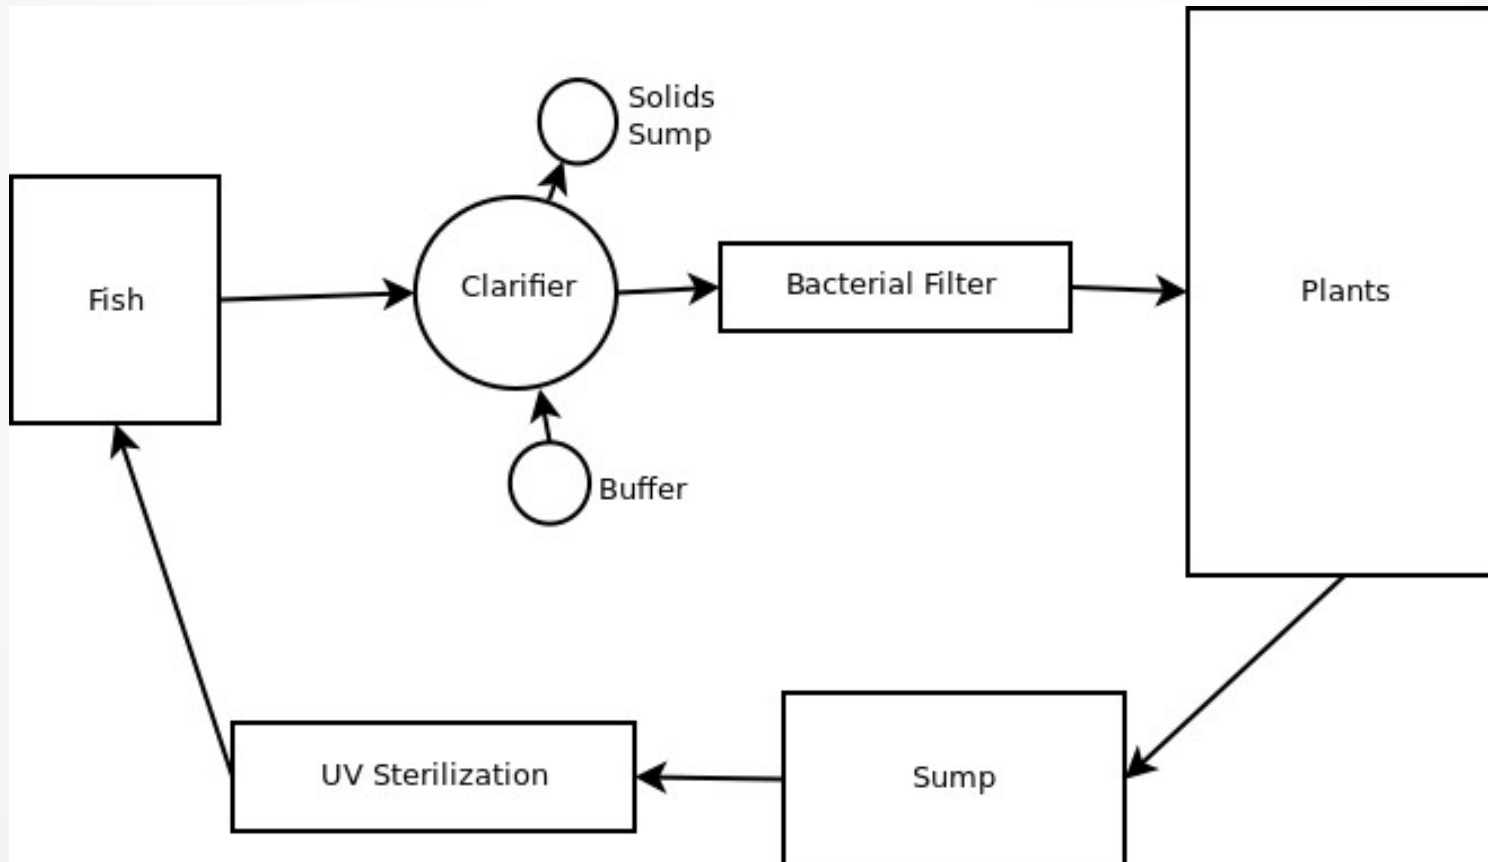 Solids
Sump
Fish
Clarifier
Bacterial Filter
Plants
Buffer
UV Sterilization
Sump